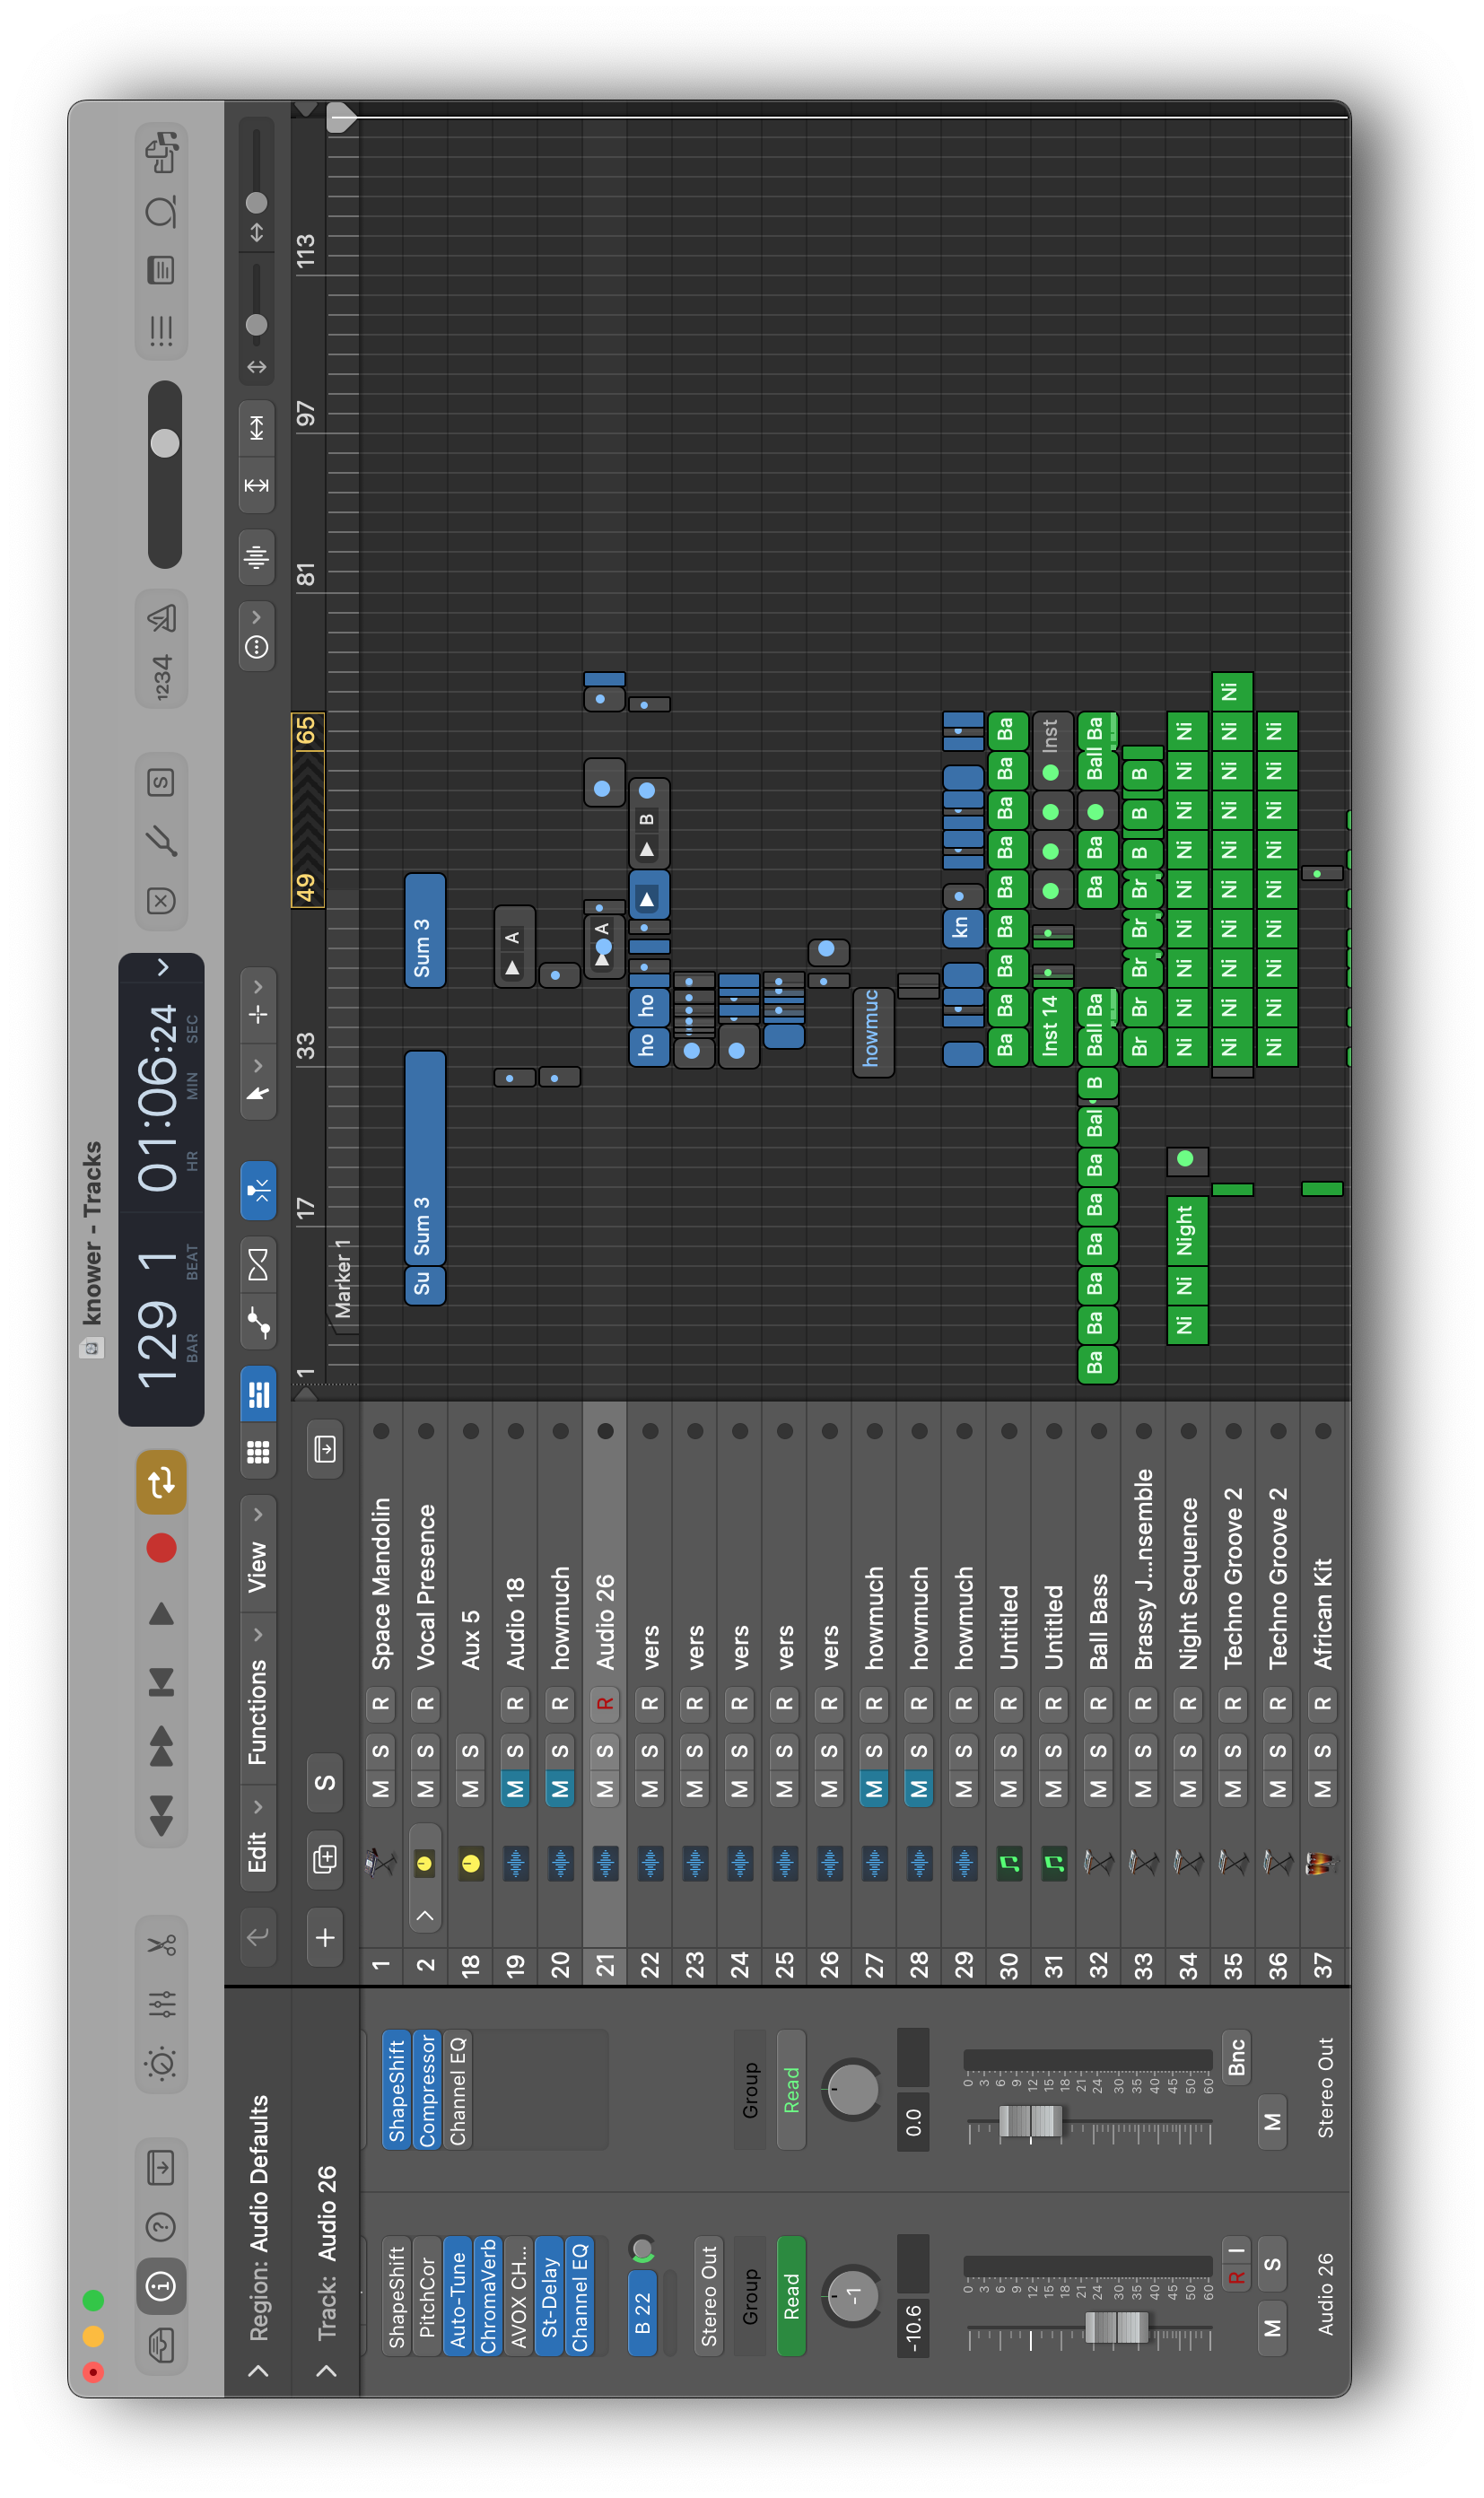 knower - Tracks
129 1 01:06:24
BAR BEAT HR MIN SEC
1234
S
Region: Audio Defaults
Edit Functions View
Track: Audio 26
S
1 17 33 49 65 81 97 113
Marker 1
1 M S R Space Mandolin
2 M S R Vocal Presence
Su Sum 3 Sum 3
18 M S Aux 5
19 M S R Audio 18
A
20 M S R howmuch
21 M S R Audio 26
A
22 M S R vers
ho ho B
23 M S R vers
24 M S R vers
25 M S R vers
26 M S R vers
27 M S R howmuch
howmuc
28 M S R howmuch
29 M S R howmuch
kn
30 M S R Untitled
Ba Ba Ba Ba Ba Ba Ba Ba Ba
31 M S R Untitled
Inst 14 Inst
32 M S R Ball Bass
Ba Ba Ba Ba Ba Ba Bal B Ball Ba Ba Ba Ball Ba
33 M S R Brassy J...nsemble
Br Br Br Br Br B B B
34 M S R Night Sequence
Ni Ni Night Ni Ni Ni Ni Ni Ni Ni Ni Ni
35 M S R Techno Groove 2
Ni Ni Ni Ni Ni Ni Ni Ni Ni Ni
36 M S R Techno Groove 2
Ni Ni Ni Ni Ni Ni Ni Ni Ni
37 M S R African Kit
ShapeShift
PitchCor
Auto-Tune
ChromaVerb
AVOX CH...
St-Delay
Channel EQ
B 22
Stereo Out
Group
Read
-1
-10.6
0 3 6 9 12 15 18 21 24 30 35 40 45 50 60
R I
M S
Audio 26
ShapeShift
Compressor
Channel EQ
Group
Read
0.0
0 3 6 9 12 15 18 21 24 30 35 40 45 50 60
Bnc
M
Stereo Out